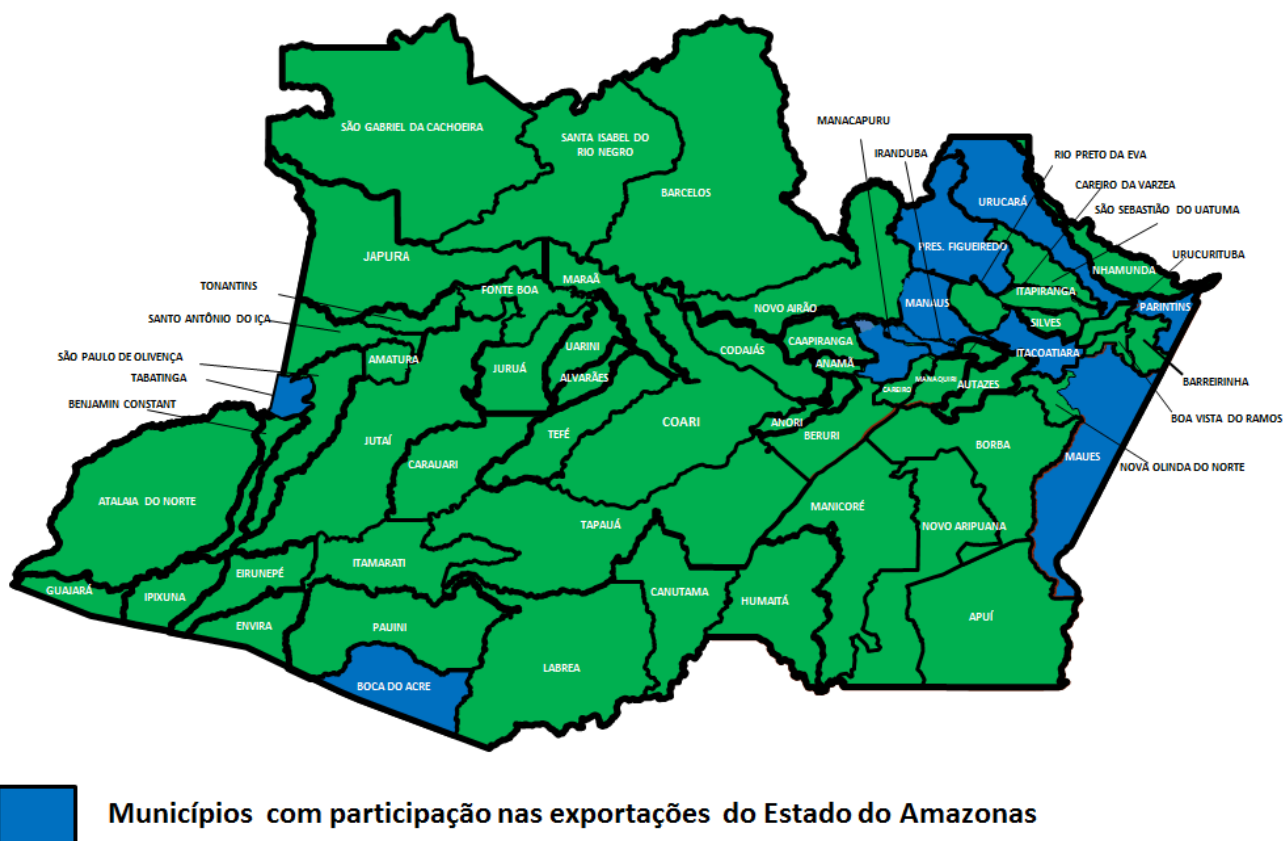 SÃO GABRIEL DA CACHOEIRA
SANTA ISABEL DO
RIO NEGRO
BARCELOS
MANACAPURU
IRANDUBA
RIO PRETO DA EVA
CAREIRO DA VARZEA
SÃO SEBASTIÃO DO UATUMA
URUCURITUBA
URUCARÁ
PRES. FIGUEIREDO
NHAMUNDA
JAPURA
MARAÃ
FONTE BOA
TONANTINS
SANTO ANTÔNIO DO IÇA
ITAPIRANGA
PARINTINS
MANAUS
NOVO AIRÃO
SILVES
SÃO PAULO DE OLIVENÇA
AMATURA
UARINI
CODAJÁS
CAAPIRANGA
ITACOATIARA
TABATINGA
JURUÁ
ALVARÃES
ANAMÃ
CAREIRO
MANAQUIRI
AUTAZES
BARREIRINHA
BENJAMIN CONSTANT
BOA VISTA DO RAMOS
JUTAÍ
TEFÉ
COARI
ANORI
BERURI
BORBA
MAUES
NOVA OLINDA DO NORTE
CARAUARI
ATALAIA DO NORTE
MANICORÉ
TAPAUÁ
NOVO ARIPUANA
ITAMARATI
EIRUNEPÉ
GUAJARÁ
IPIXUNA
CANUTAMA
HUMAITÁ
ENVIRA
PAUINI
APUÍ
LABREA
BOCA DO ACRE
Municípios com participação nas exportações do Estado do Amazonas